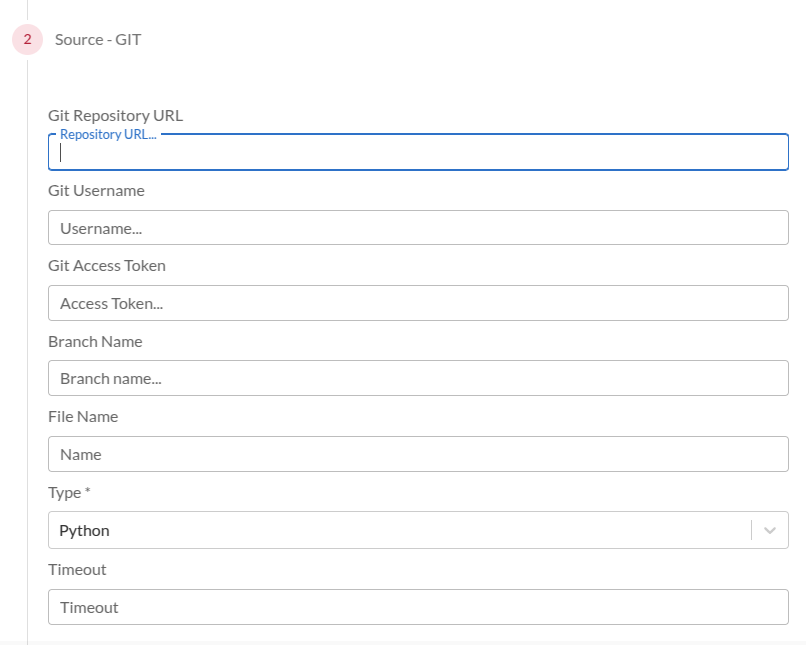 2
Source - GIT
Git Repository URL
Repository URL...
Git Username
Username...
Git Access Token
Access Token...
Branch Name
Branch name...
File Name
Name
Type *
Python
Timeout
Timeout